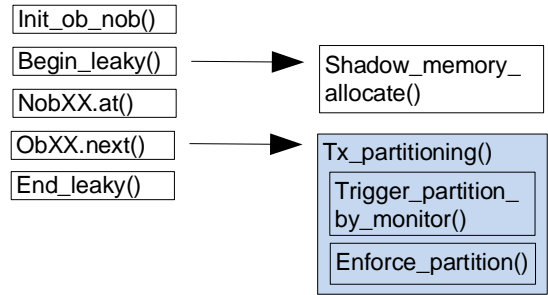 Init_ob_nob()
Begin_leaky()
NobXX.at()
ObXX.next()
End_leaky()
Shadow_memory_
allocate()
Tx_partitioning()
Trigger_partition_
by_monitor()
Enforce_partition()